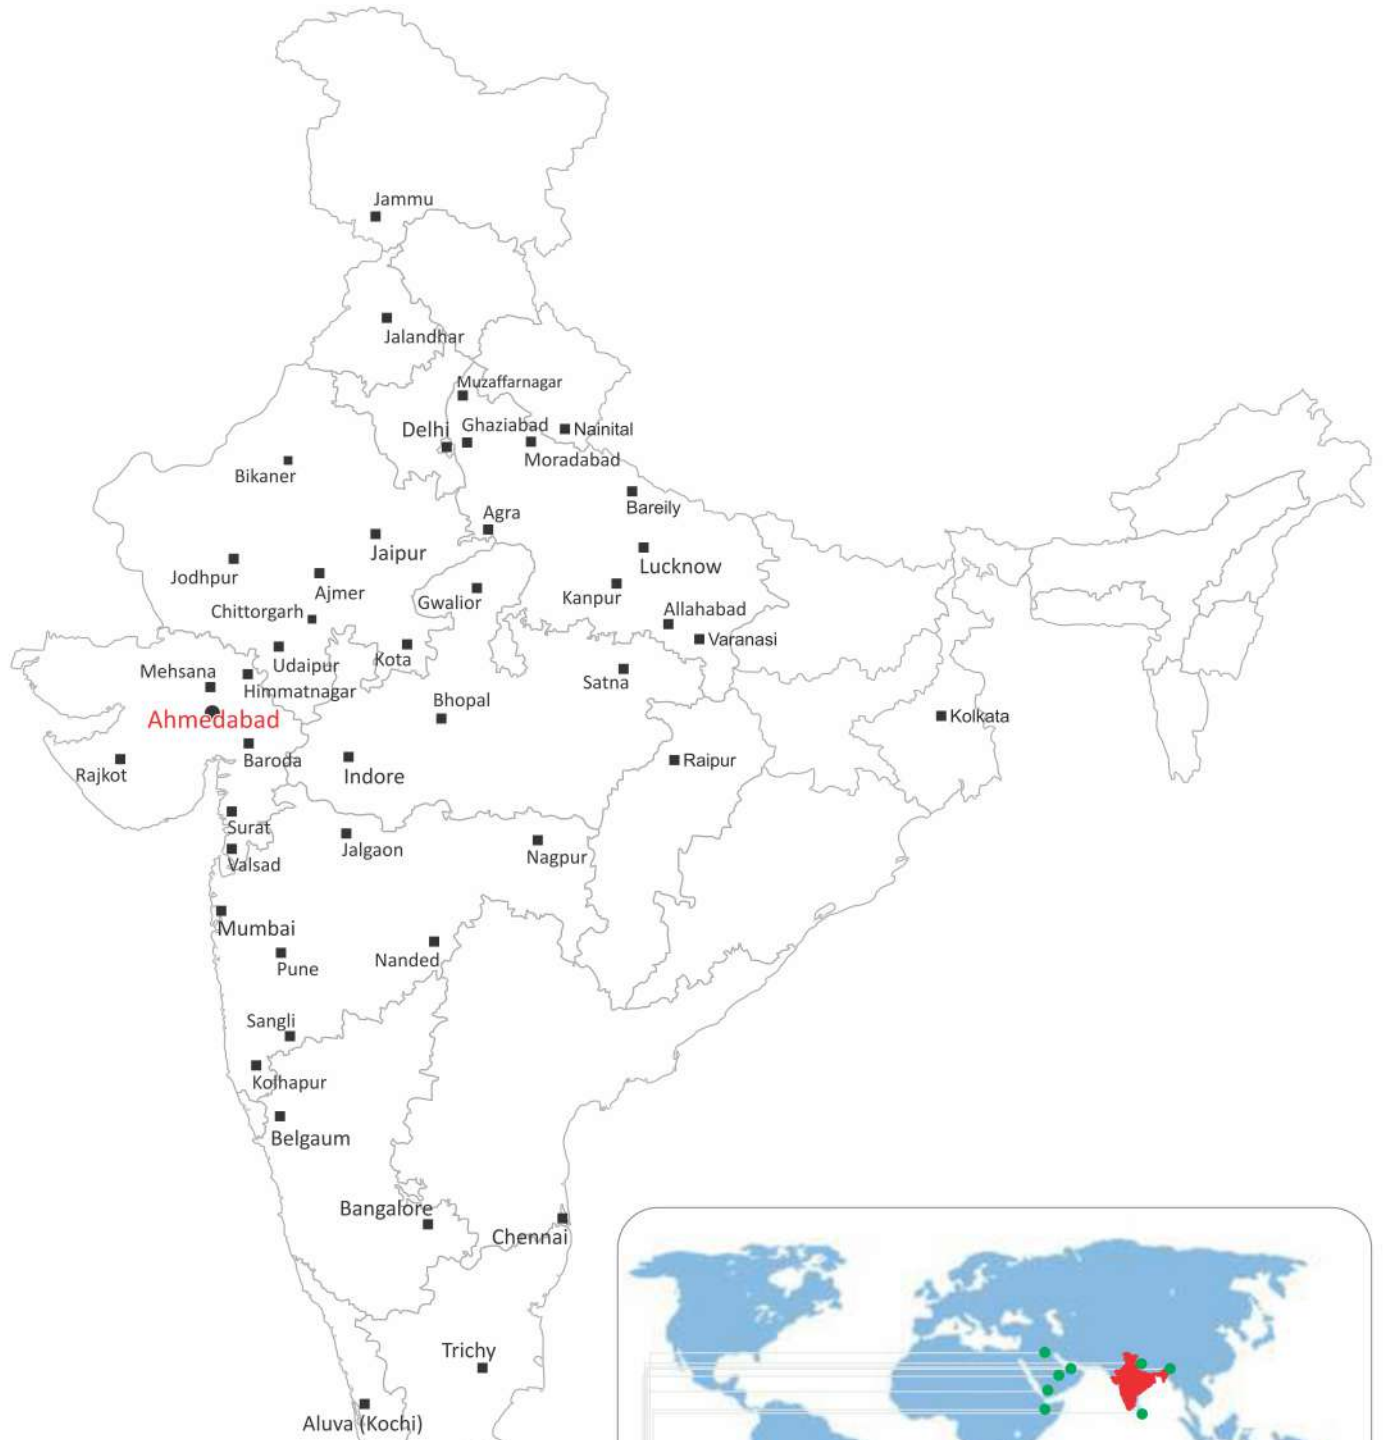 Jammu
Jalandhar
Muzaffarnagar
Delhi
Ghaziabad
Nainital
Moradabad
Bikaner
Bareily
Agra
Jaipur
Lucknow
Jodhpur
Ajmer
Kanpur
Gwalior
Chittorgarh
Allahabad
Varanasi
Udaipur
Kota
Mehsana
Himmatnagar
Satna
Bhopal
Ahmedabad
Kolkata
Baroda
Rajkot
Indore
Raipur
Surat
Jalgaon
Nagpur
Valsad
Mumbai
Pune
Nanded
Sangli
Kolhapur
Belgaum
Bangalore
Chennai
Trichy
Aluva (Kochi)